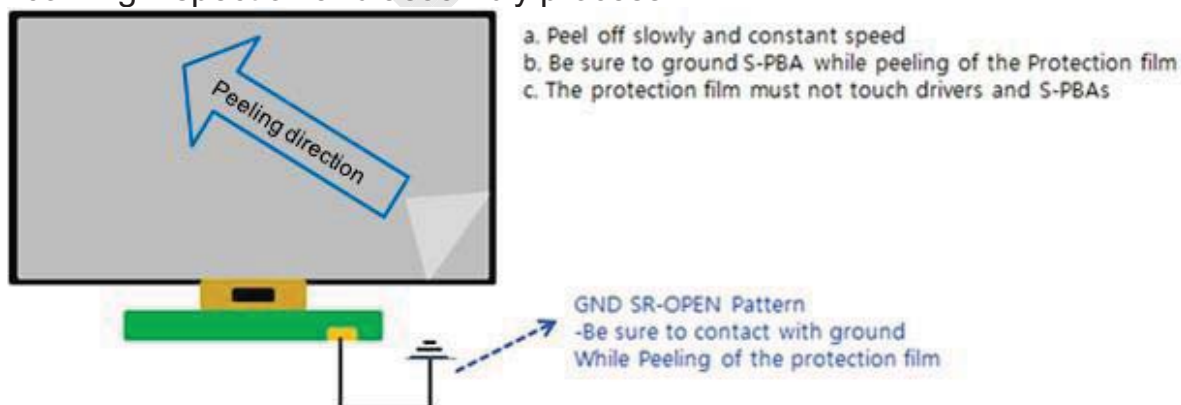 a. Peel off slowly and constant speed
b. Be sure to ground S-PBA while peeling of the Protection film
c. The protection film must not touch drivers and S-PBAs
Peeling direction
GND SR-OPEN Pattern
-Be sure to contact with ground
While Peeling of the protection film